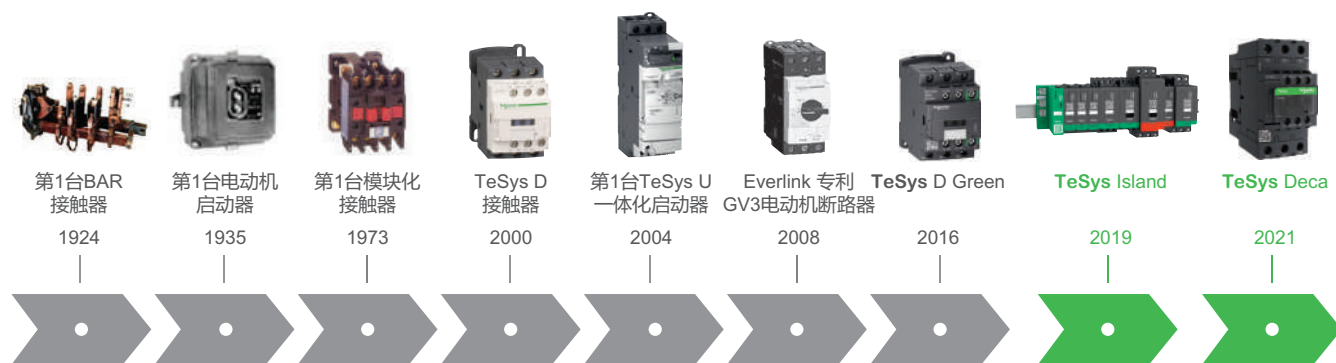 第1台BAR
接触器
1924
第1台电动机
启动器
1935
第1台模块化
接触器
1973
TeSys D
接触器
2000
第1台TeSys U
一体化启动器
2004
Everlink 专利
GV3电动机断路器
2008
TeSys D Green
2016
TeSys Island
2019
TeSys Deca
2021